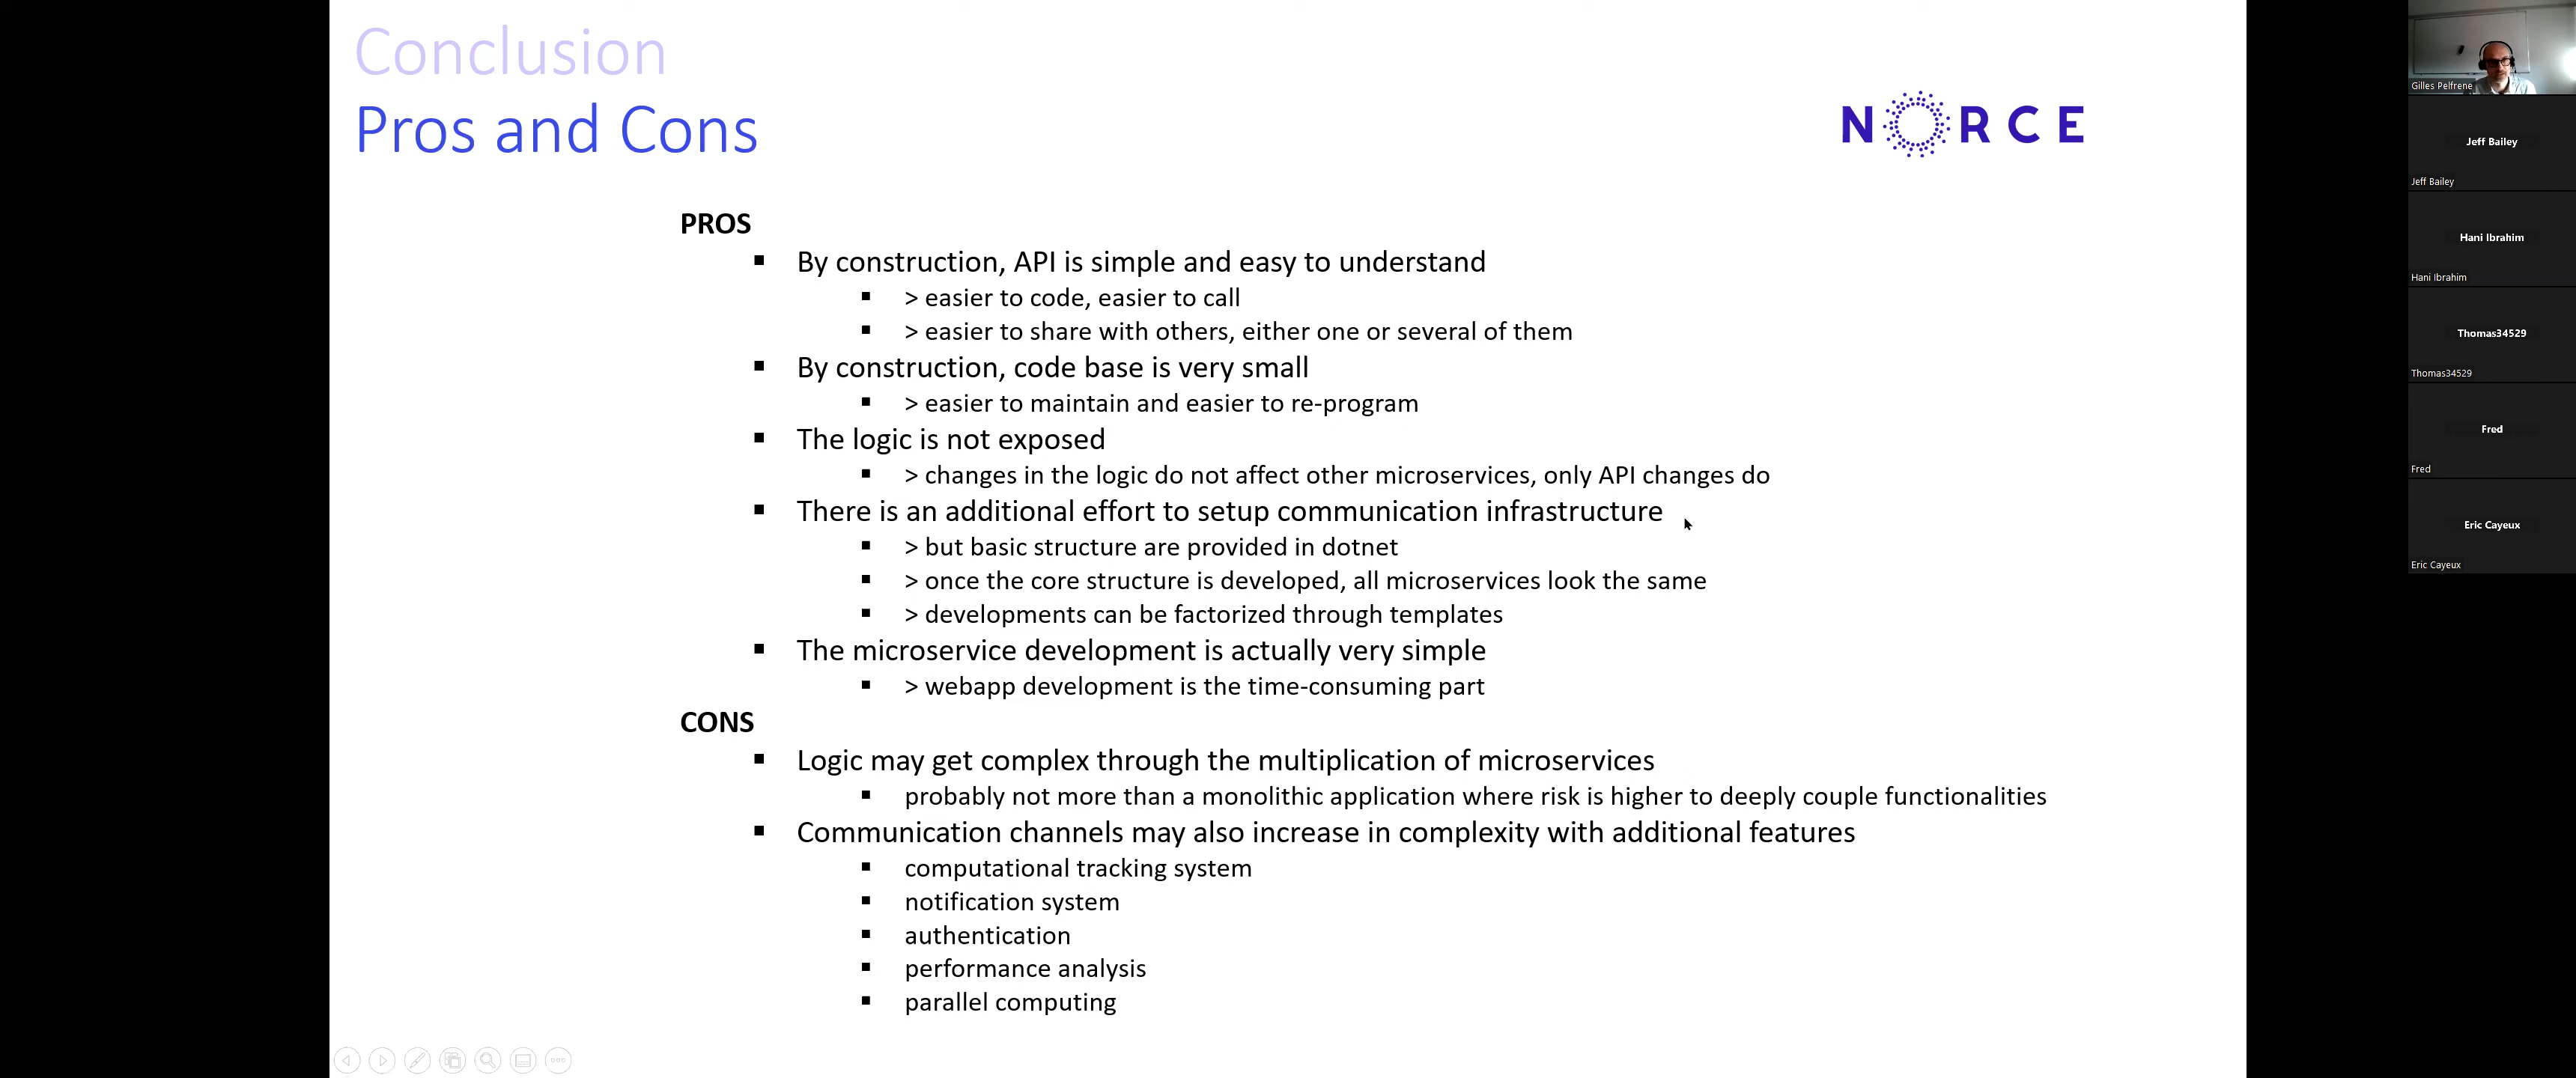 Conclusion
Pros and Cons
NORCE
PROS
▪ By construction, API is simple and easy to understand
▪ > easier to code, easier to call
▪ > easier to share with others, either one or several of them
▪ By construction, code base is very small
▪ > easier to maintain and easier to re-program
▪ The logic is not exposed
▪ > changes in the logic do not affect other microservices, only API changes do
▪ There is an additional effort to setup communication infrastructure
▪ > but basic structure are provided in dotnet
▪ > once the core structure is developed, all microservices look the same
▪ > developments can be factorized through templates
▪ The microservice development is actually very simple
▪ > webapp development is the time-consuming part
CONS
▪ Logic may get complex through the multiplication of microservices
▪ probably not more than a monolithic application where risk is higher to deeply couple functionalities
▪ Communication channels may also increase in complexity with additional features
▪ computational tracking system
▪ notification system
▪ authentication
▪ performance analysis
▪ parallel computing
Gilles Pelfrene
Jeff Bailey
Jeff Bailey
Hani Ibrahim
Hani Ibrahim
Thomas34529
Thomas34529
Fred
Fred
Eric Cayeux
Eric Cayeux